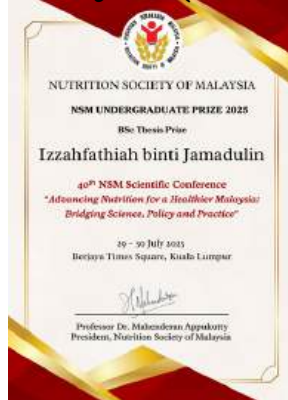 NUTRITION SOCIETY OF MALAYSIA
NSM UNDERGRADUATE PRIZE 2025
BSc Thesis Prize
Izzahfathiah binti Jamadulin
40th NSM Scientific Conference
"Advancing Nutrition for a Healthier Malaysia:
Bridging Science, Policy and Practice"
29 - 30 July 2025
Berjaya Times Square, Kuala Lumpur
Professor Dr. Mahenderan Appukutty
President, Nutrition Society of Malaysia